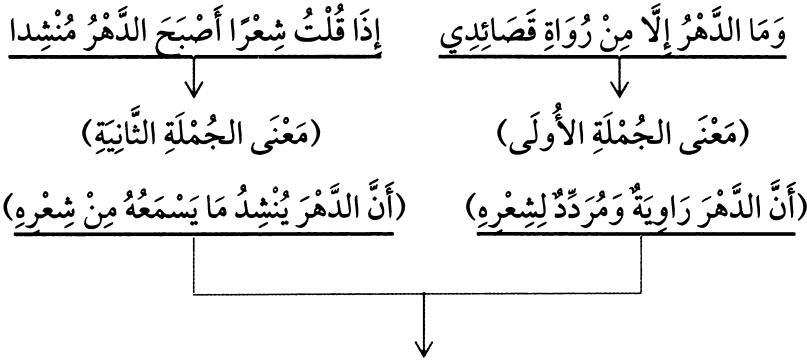 وَمَا الدَّهْرُ إِلَّا مِنْ رُوَاةِ قَصَائِدِي إِذَا قُلْتُ شِعْرًا أَصْبَحَ الدَّهْرُ مُنْشِدا
(مَعْنَى الجُمْلَةِ الأُولَى) (مَعْنَى الجُمْلَةِ الثَّانِيَةِ)
(أَنَّ الدَّهْرَ رَاوِيَةٌ وَمُرَدِّدٌ لِشِعْرِهِ) (أَنَّ الدَّهْرَ يُنْشِدُ مَا يَسْمَعُهُ مِنْ شِعْرِهِ)